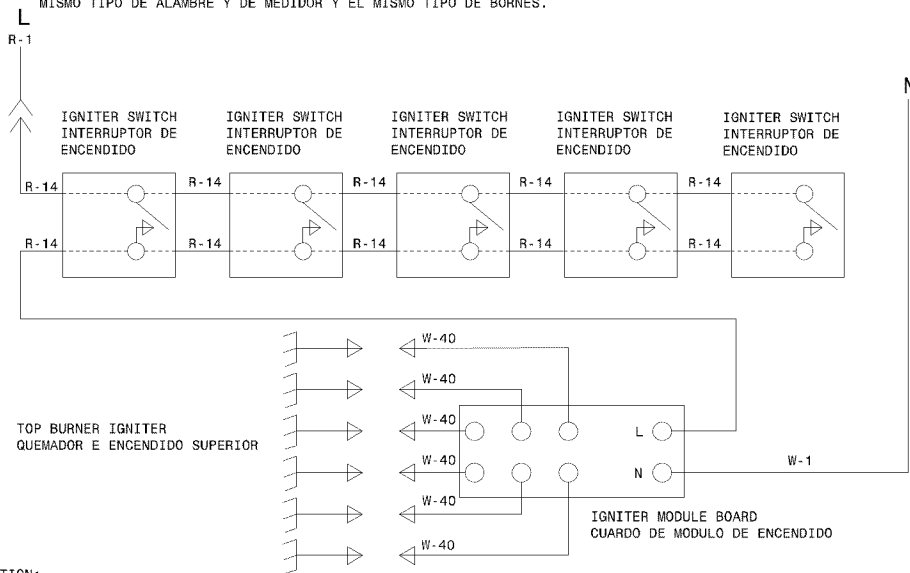 MISMO TIPO DE ALAMBRE Y DE MEDIDOR Y EL MISMO TIPO DE BORNES.
L
R-1
N
IGNITER SWITCH
INTERRUPTOR DE
ENCENDIDO
IGNITER SWITCH
INTERRUPTOR DE
ENCENDIDO
IGNITER SWITCH
INTERRUPTOR DE
ENCENDIDO
IGNITER SWITCH
INTERRUPTOR DE
ENCENDIDO
IGNITER SWITCH
INTERRUPTOR DE
ENCENDIDO
R-14 R-14 R-14 R-14 R-14
R-14 R-14 R-14 R-14 R-14
W-40
W-40
W-40
L
TOP BURNER IGNITER
QUEMADOR E ENCENDIDO SUPERIOR
W-40
N
W-1
W-40
W-40
IGNITER MODULE BOARD
CUARDO DE MODULO DE ENCENDIDO